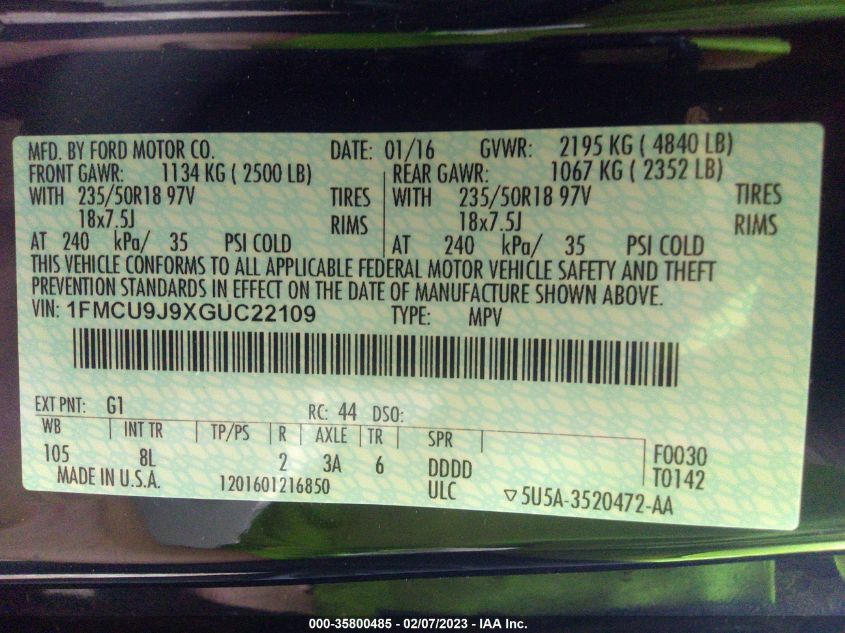 MFD. BY FORD MOTOR CO. DATE: 01/16 GVWR: 2195 KG ( 4840 LB)
FRONT GAWR: 1134 KG ( 2500 LB) REAR GAWR: 1067 KG ( 2352 LB)
WITH 235/50R18 97V TIRES WITH 235/50R18 97V TIRES
18x7.5J RIMS 18x7.5J RIMS
AT 240 kPa/ 35 PSI COLD AT 240 kPa/ 35 PSI COLD
THIS VEHICLE CONFORMS TO ALL APPLICABLE FEDERAL MOTOR VEHICLE SAFETY AND THEFT
PREVENTION STANDARDS IN EFFECT ON THE DATE OF MANUFACTURE SHOWN ABOVE.
VIN: 1FMCU9J9XGUC22109 TYPE: MPV
EXT PNT: G1 RC: 44 DSO:
WB INT TR TP/PS R AXLE TR SPR
105 8L 2 3A 6 DDDD F0030
MADE IN U.S.A. 1201601216850 ULC T0142
▽5U5A-3520472-AA
000-35800485 - 02/07/2023 - IAA Inc.